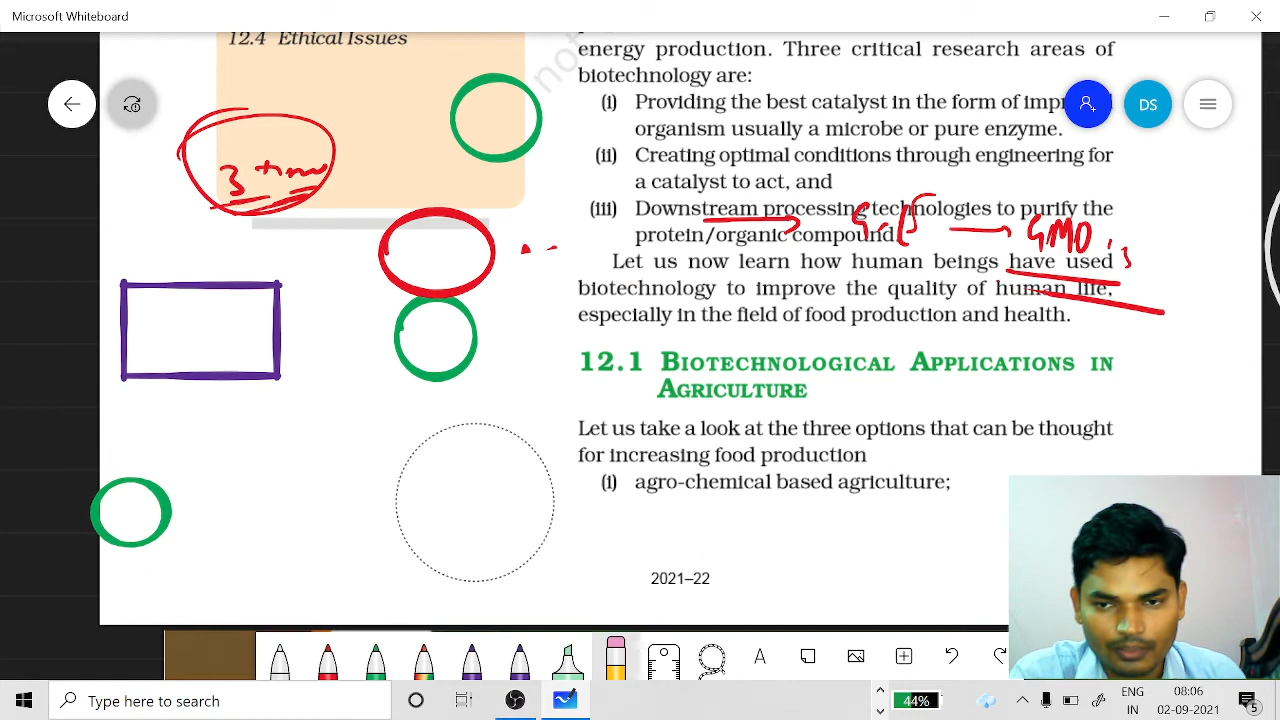 Microsoft Whiteboard
12.4 Ethical Issues
not
energy production. Three critical research areas of
biotechnology are:
(i) Providing the best catalyst in the form of
organism usually a microbe or pure enzyme.
(ii) Creating optimal conditions through engineering for
a catalyst to act, and
(iii) Downstream processing technologies to purify the
protein/organic compound
Let us now learn how human beings have used
biotechnology to improve the quality of human life,
especially in the field of food production and health.
3 times
GMO
DS
12.1 BIOTECHNOLOGICAL APPLICATIONS IN
AGRICULTURE
Let us take a look at the three options that can be thought
for increasing food production
(i) agro-chemical based agriculture;
2021–22
A
Type here to search
44%
ENG
IN
08:06
02-09-2021
5